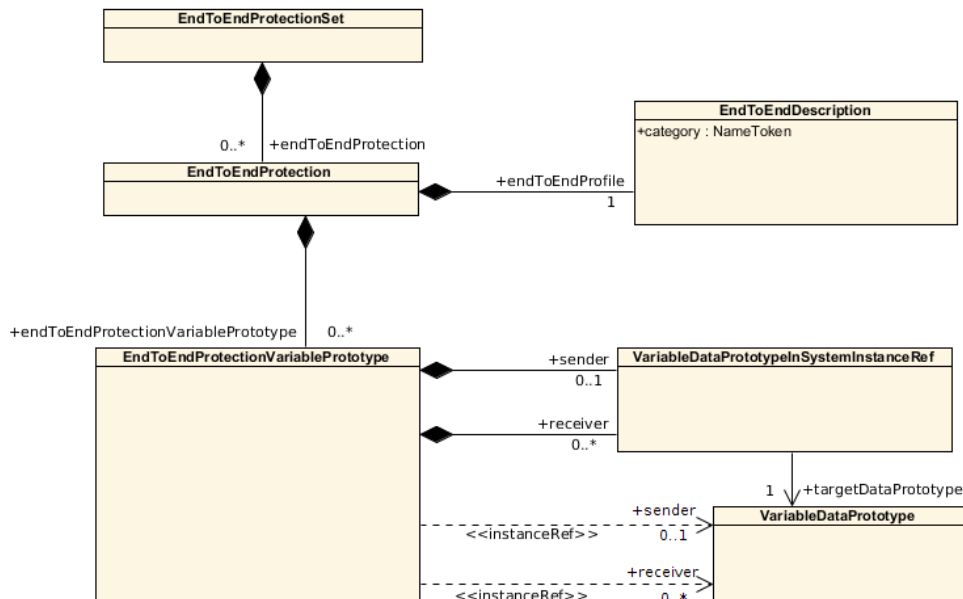 EndToEndProtectionSet
0..*
+endToEndProtection
EndToEndDescription
+category : NameToken
EndToEndProtection
+endToEndProfile
1
+endToEndProtectionVariablePrototype
0..*
EndToEndProtectionVariablePrototype
+sender
0..1
VariableDataPrototypeInSystemInstanceRef
+receiver
0..*
1
+targetDataPrototype
+sender
<<instanceRef>>
0..1
VariableDataPrototype
+receiver
<<instanceRef>>
0..*